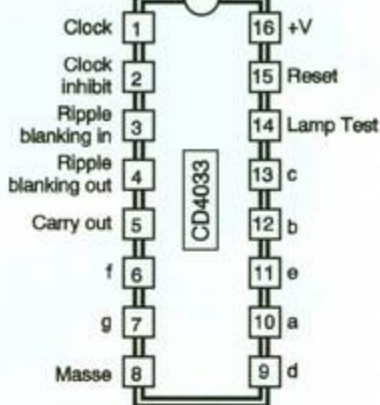 Clock 1
16 +V
Clock
inhibit 2
15 Reset
Ripple
blanking in 3
14 Lamp Test
Ripple
blanking out 4
13 c
Carry out 5
12 b
CD4033
f 6
11 e
g 7
10 a
Masse 8
9 d